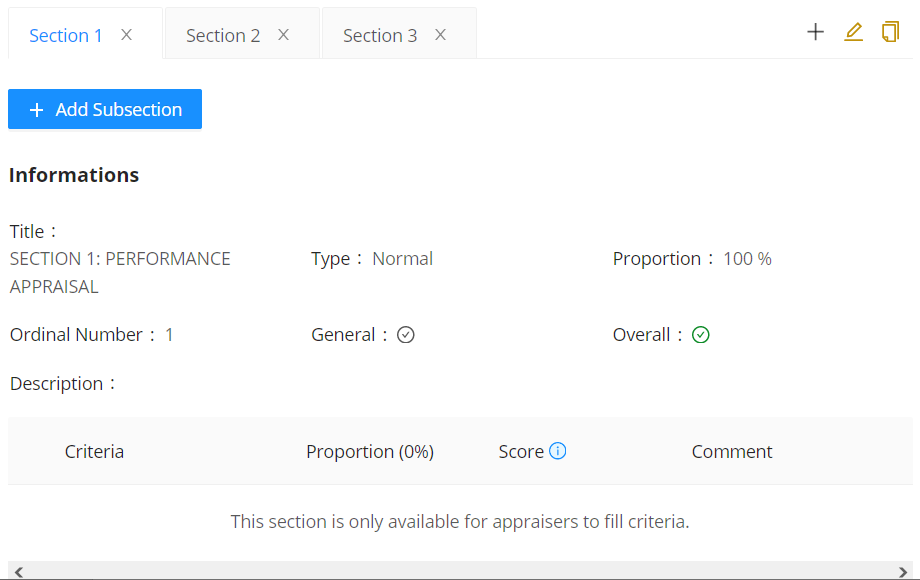 Section 1
Section 2
Section 3
Add Subsection
Informations
Title :
SECTION 1: PERFORMANCE
APPRAISAL
Type : Normal
Proportion : 100 %
Ordinal Number : 1
General :
Overall :
Description :
Criteria Proportion (0%) Score Comment
This section is only available for appraisers to fill criteria.